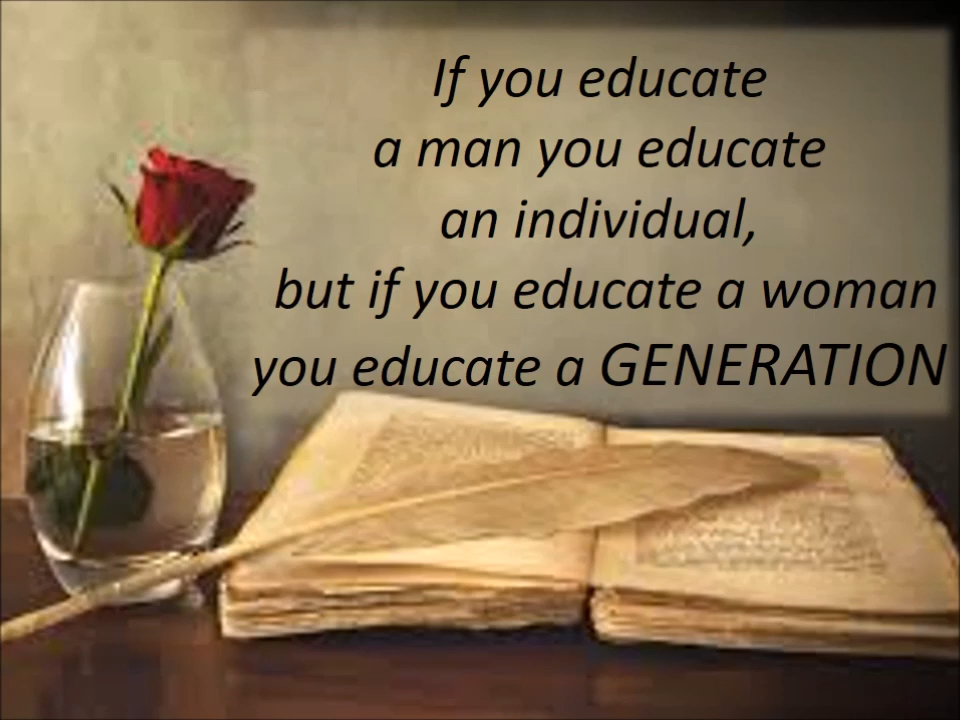 If you educate
a man you educate
an individual,
but if you educate a woman
you educate a GENERATION